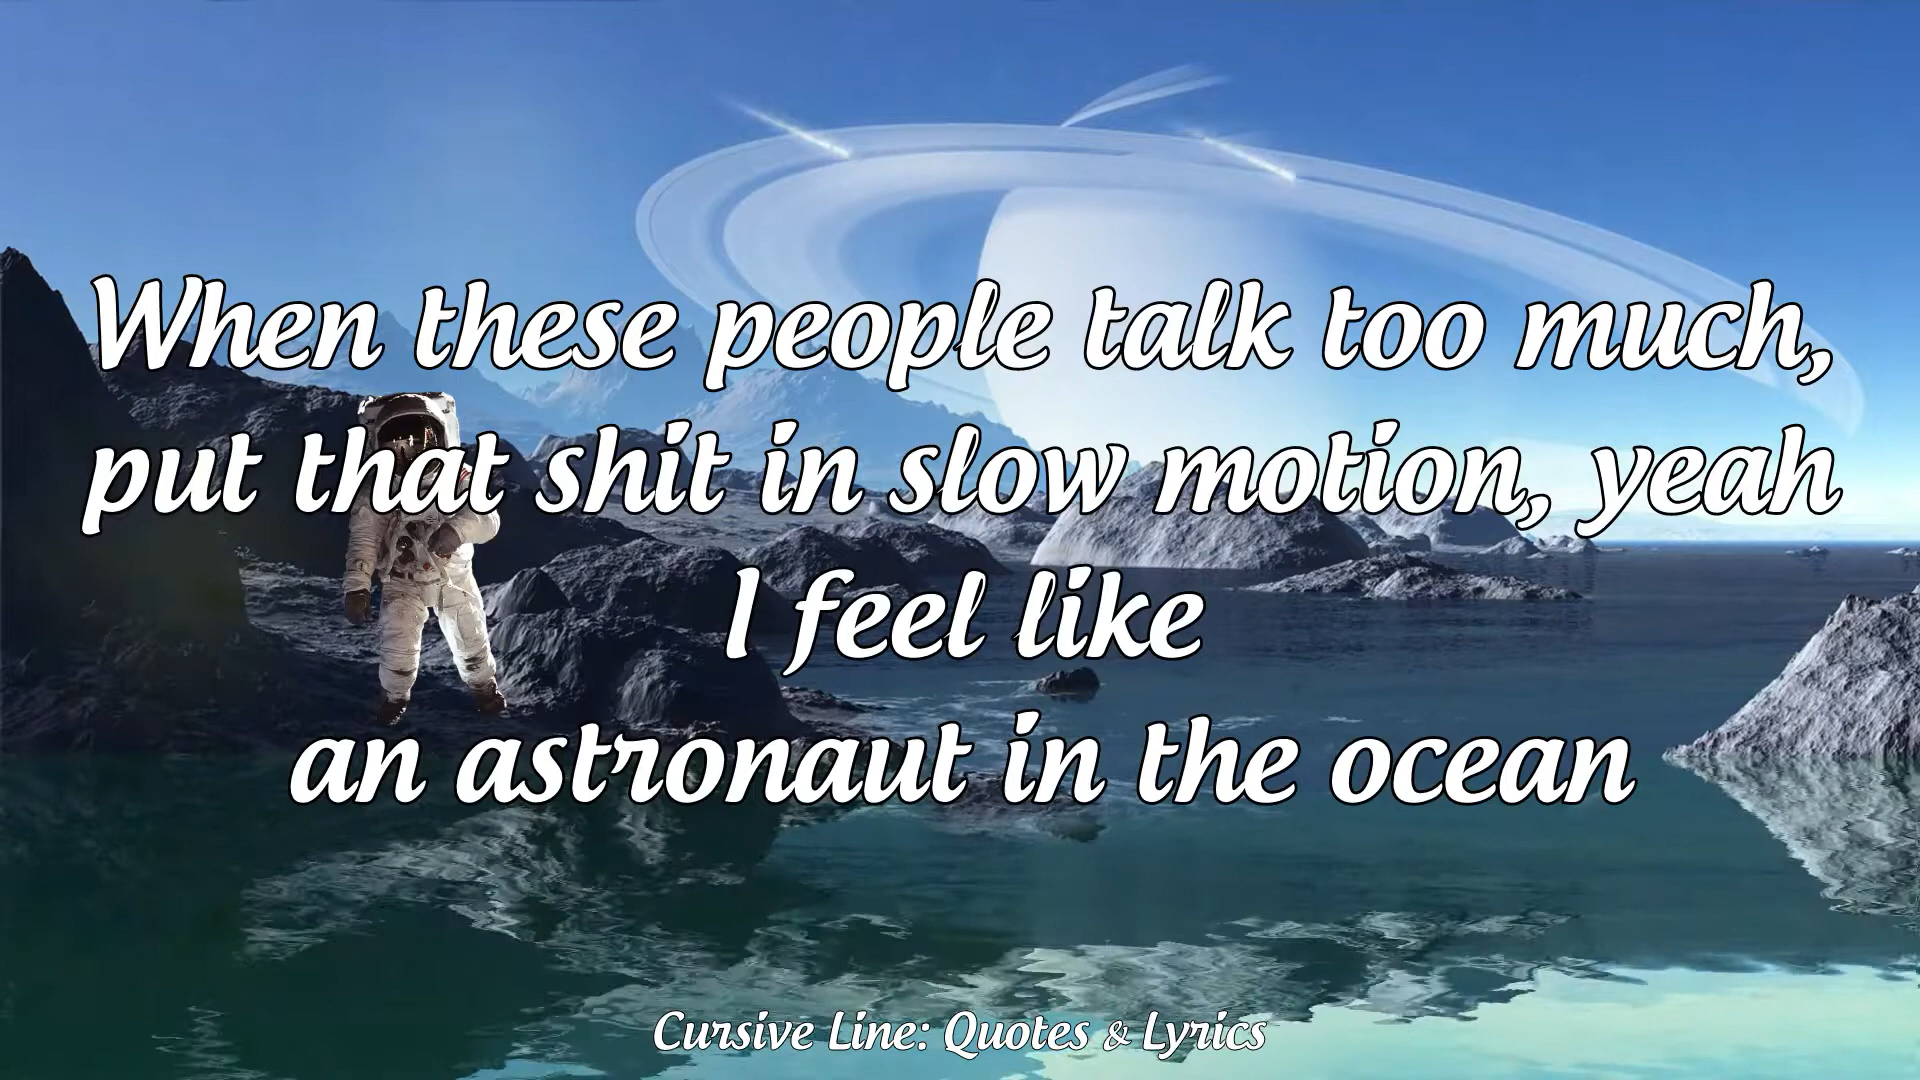 When these people talk too much,
put that shit in slow motion, yeah
I feel like
an astronaut in the ocean
Cursive Line: Quotes & Lyrics